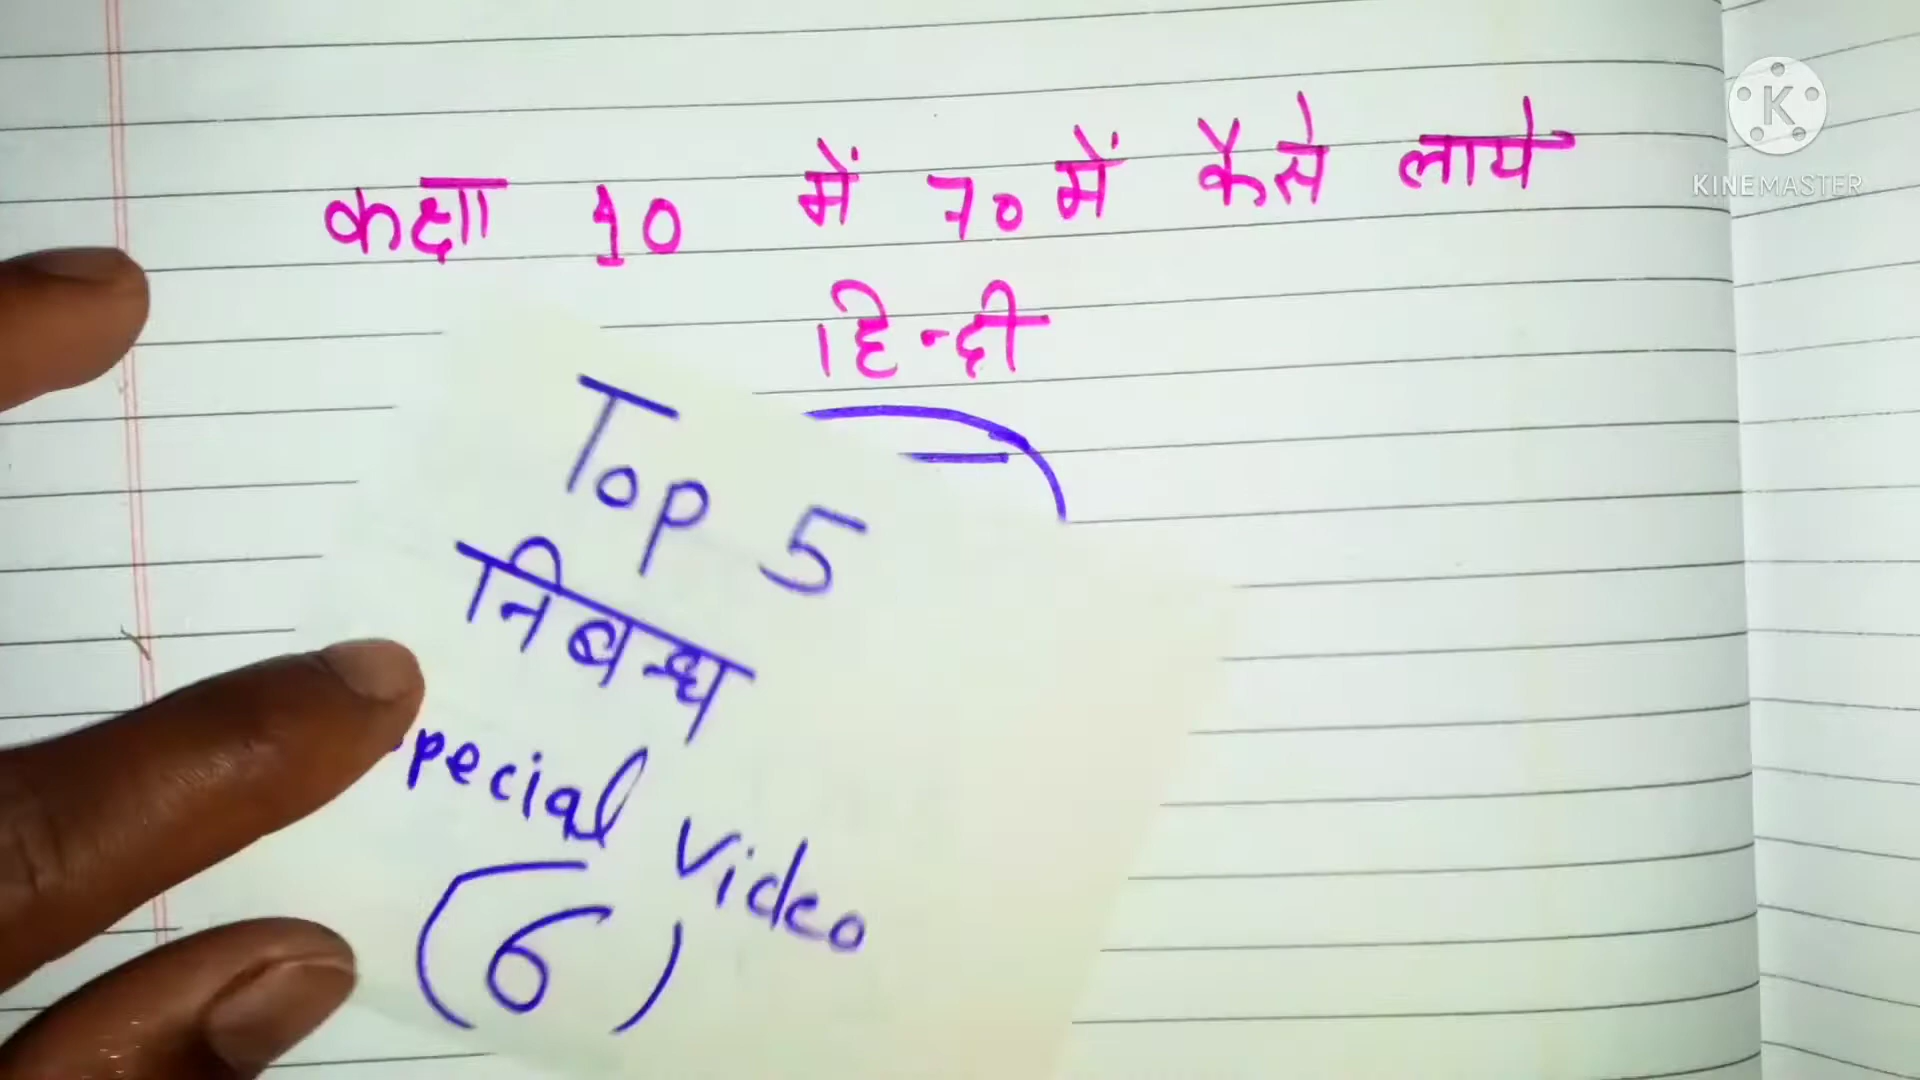 कक्षा 10 में 70 में कैसे लाये
हिन्दी
Top 5
निबन्ध
pecial Video
(6)
KINEMASTER